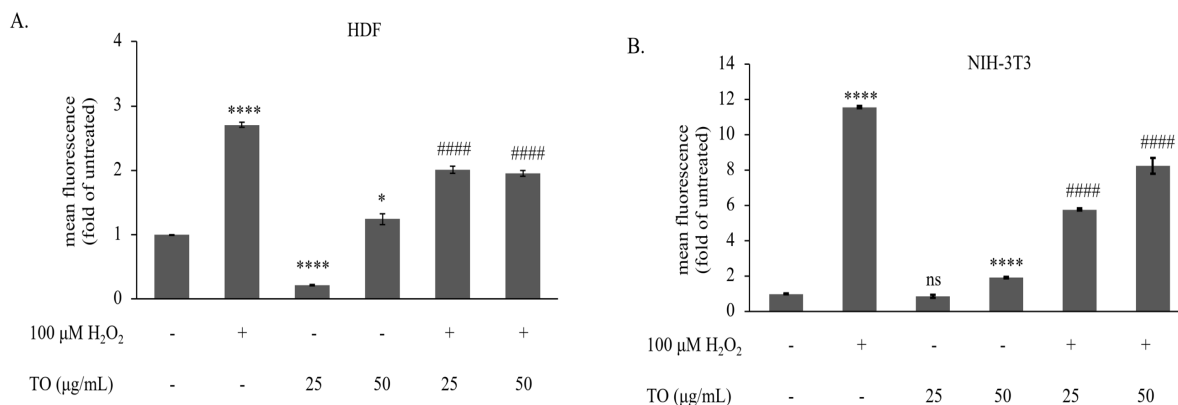 A.
HDF
mean fluorescence
(fold of untreated)
4
3
2
1
0
****
****
*
####
####
100 μM H₂O₂ - + - - + +
TO (μg/mL) - - 25 50 25 50
B.
NIH-3T3
mean fluorescence
(fold of untreated)
14
12
10
8
6
4
2
0
****
ns
****
####
####
100 μM H₂O₂ - + - - + +
TO (μg/mL) - - 25 50 25 50